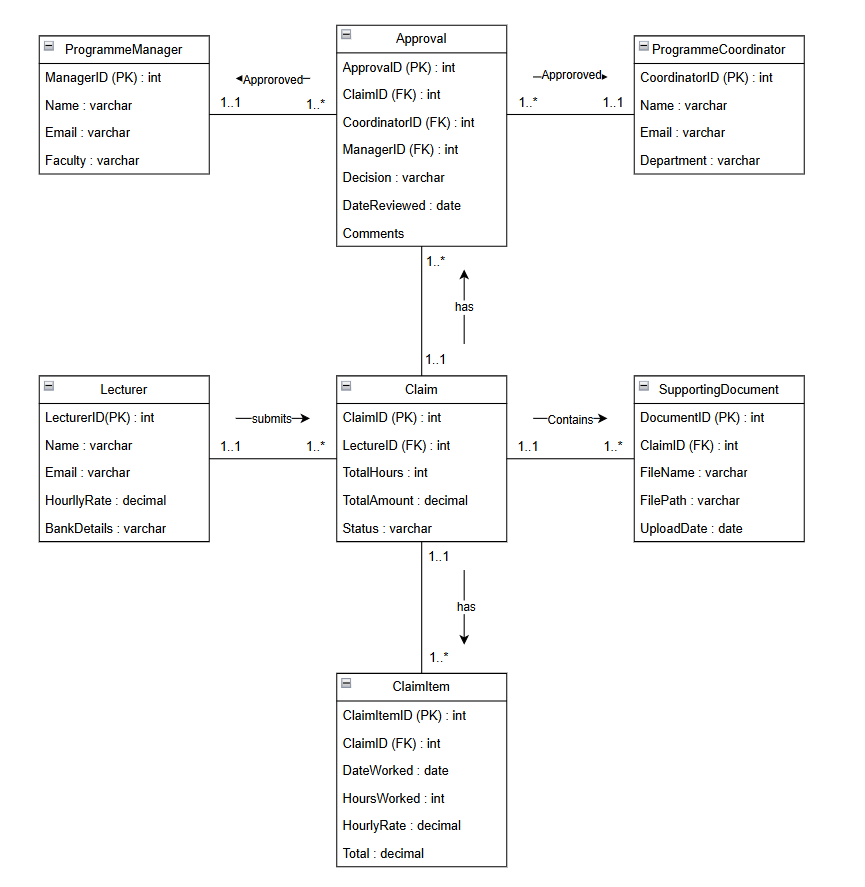 ProgrammeManager
ManagerID (PK) : int
Name : varchar
Email : varchar
Faculty : varchar
Approroved
1..1
1..*
Approval
ApprovalID (PK) : int
ClaimID (FK) : int
CoordinatorID (FK) : int
ManagerID (FK) : int
Decision : varchar
DateReviewed : date
Comments
Approroved
1..*
1..1
ProgrammeCoordinator
CoordinatorID (PK) : int
Name : varchar
Email : varchar
Department : varchar
1..*
has
1..1
Lecturer
LecturerID(PK) : int
Name : varchar
Email : varchar
HourllyRate : decimal
BankDetails : varchar
submits
1..1
1..*
Claim
ClaimID (PK) : int
LectureID (FK) : int
TotalHours : int
TotalAmount : decimal
Status : varchar
Contains
1..1
1..*
SupportingDocument
DocumentID (PK) : int
ClaimID (FK) : int
FileName : varchar
FilePath : varchar
UploadDate : date
1..1
has
1..*
ClaimItem
ClaimItemID (PK) : int
ClaimID (FK) : int
DateWorked : date
HoursWorked : int
HourlyRate : decimal
Total : decimal